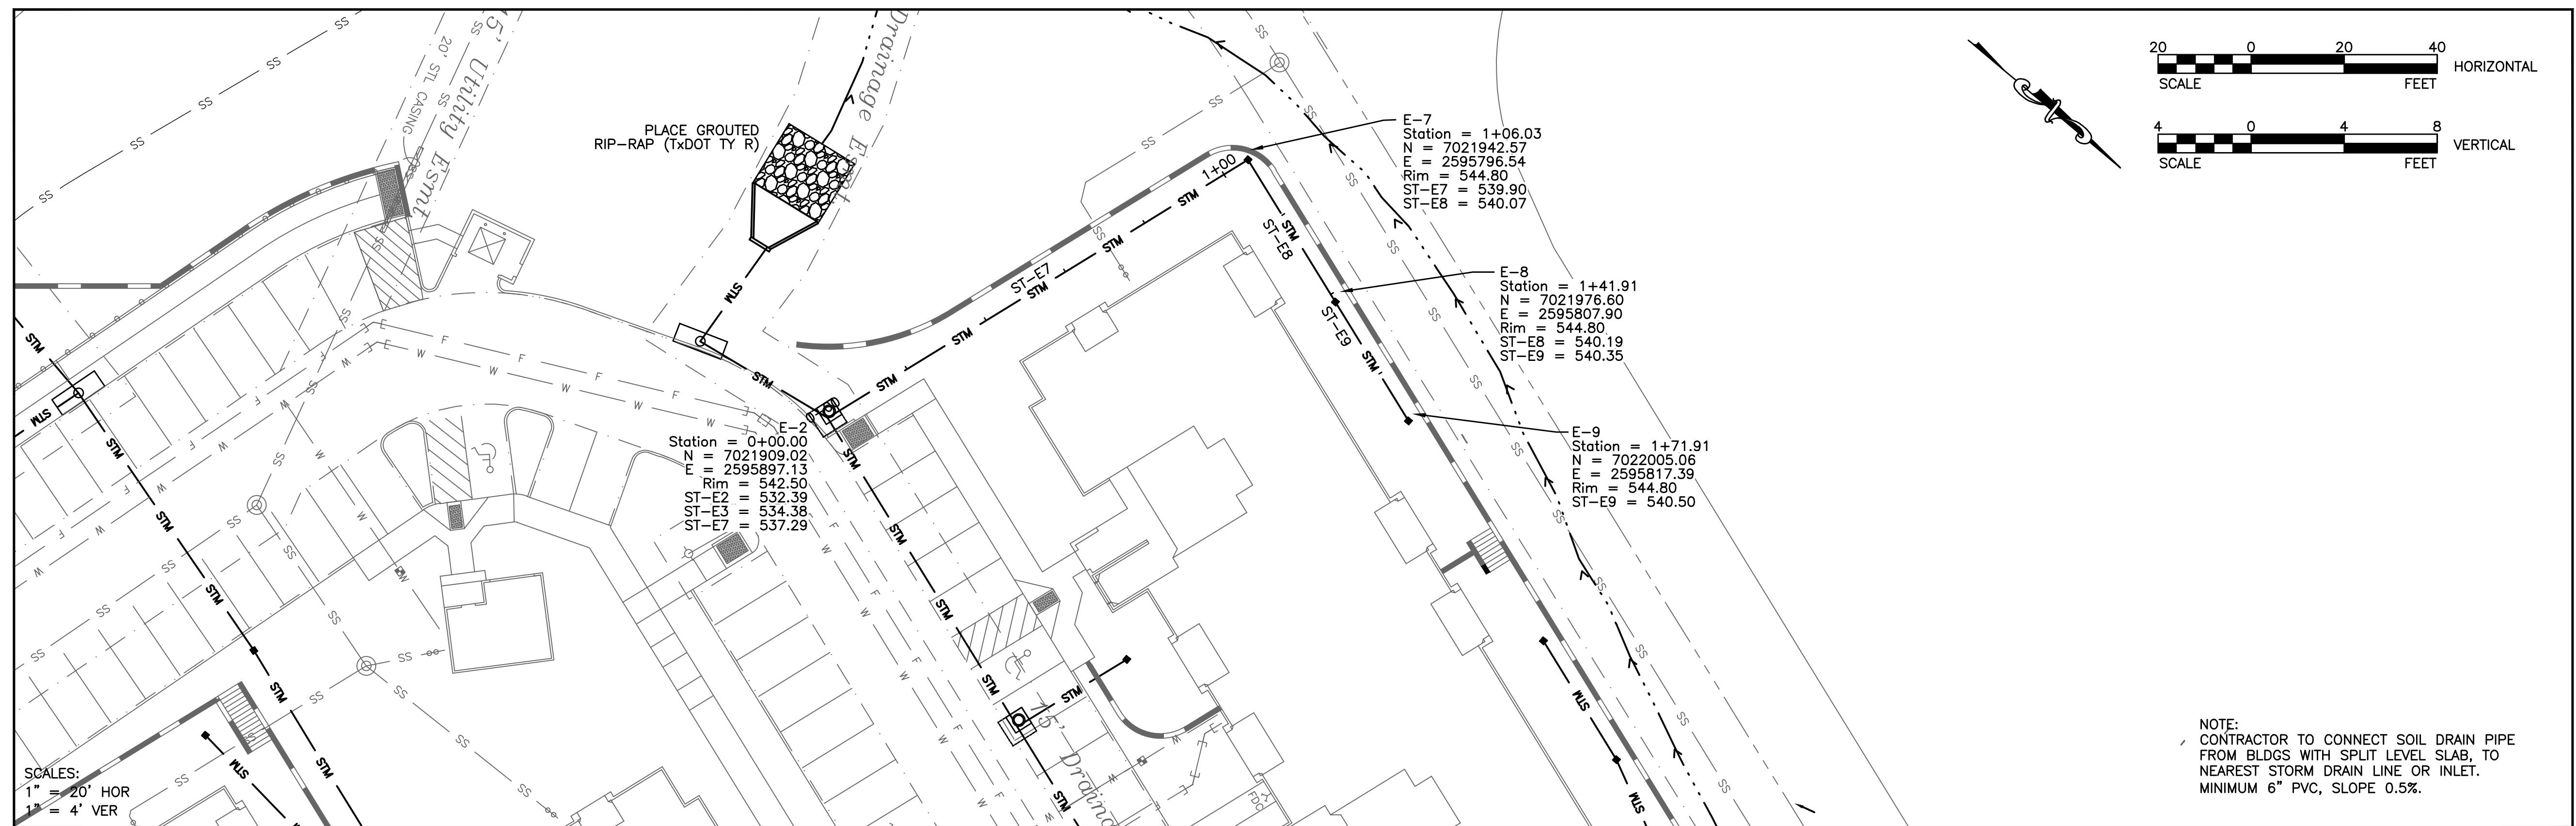 15' Utility Esmt
20' STL CASING
Drainage Esmt
PLACE GROUTED
RIP-RAP (TxDOT TY R)
20 0 20 40
HORIZONTAL
SCALE FEET
4 0 4 8
VERTICAL
SCALE FEET
E-7
Station = 1+06.03
N = 7021942.57
E = 2595796.54
Rim = 544.80
ST-E7 = 539.90
ST-E8 = 540.07
1+00
ST-E7
ST-E8
ST-E9
E-8
Station = 1+41.91
N = 7021976.60
E = 2595807.90
Rim = 544.80
ST-E8 = 540.19
ST-E9 = 540.35
E-9
Station = 1+71.91
N = 7022005.06
E = 2595817.39
Rim = 544.80
ST-E9 = 540.50
E-2
Station = 0+00.00
N = 7021909.02
E = 2595897.13
Rim = 542.50
ST-E2 = 532.39
ST-E3 = 534.38
ST-E7 = 537.29
STM
SS
W
F
E
FDC
15' Drainag
SCALES:
1" = 20' HOR
1" = 4' VER
NOTE:
CONTRACTOR TO CONNECT SOIL DRAIN PIPE
FROM BLDGS WITH SPLIT LEVEL SLAB, TO
NEAREST STORM DRAIN LINE OR INLET.
MINIMUM 6" PVC, SLOPE 0.5%.